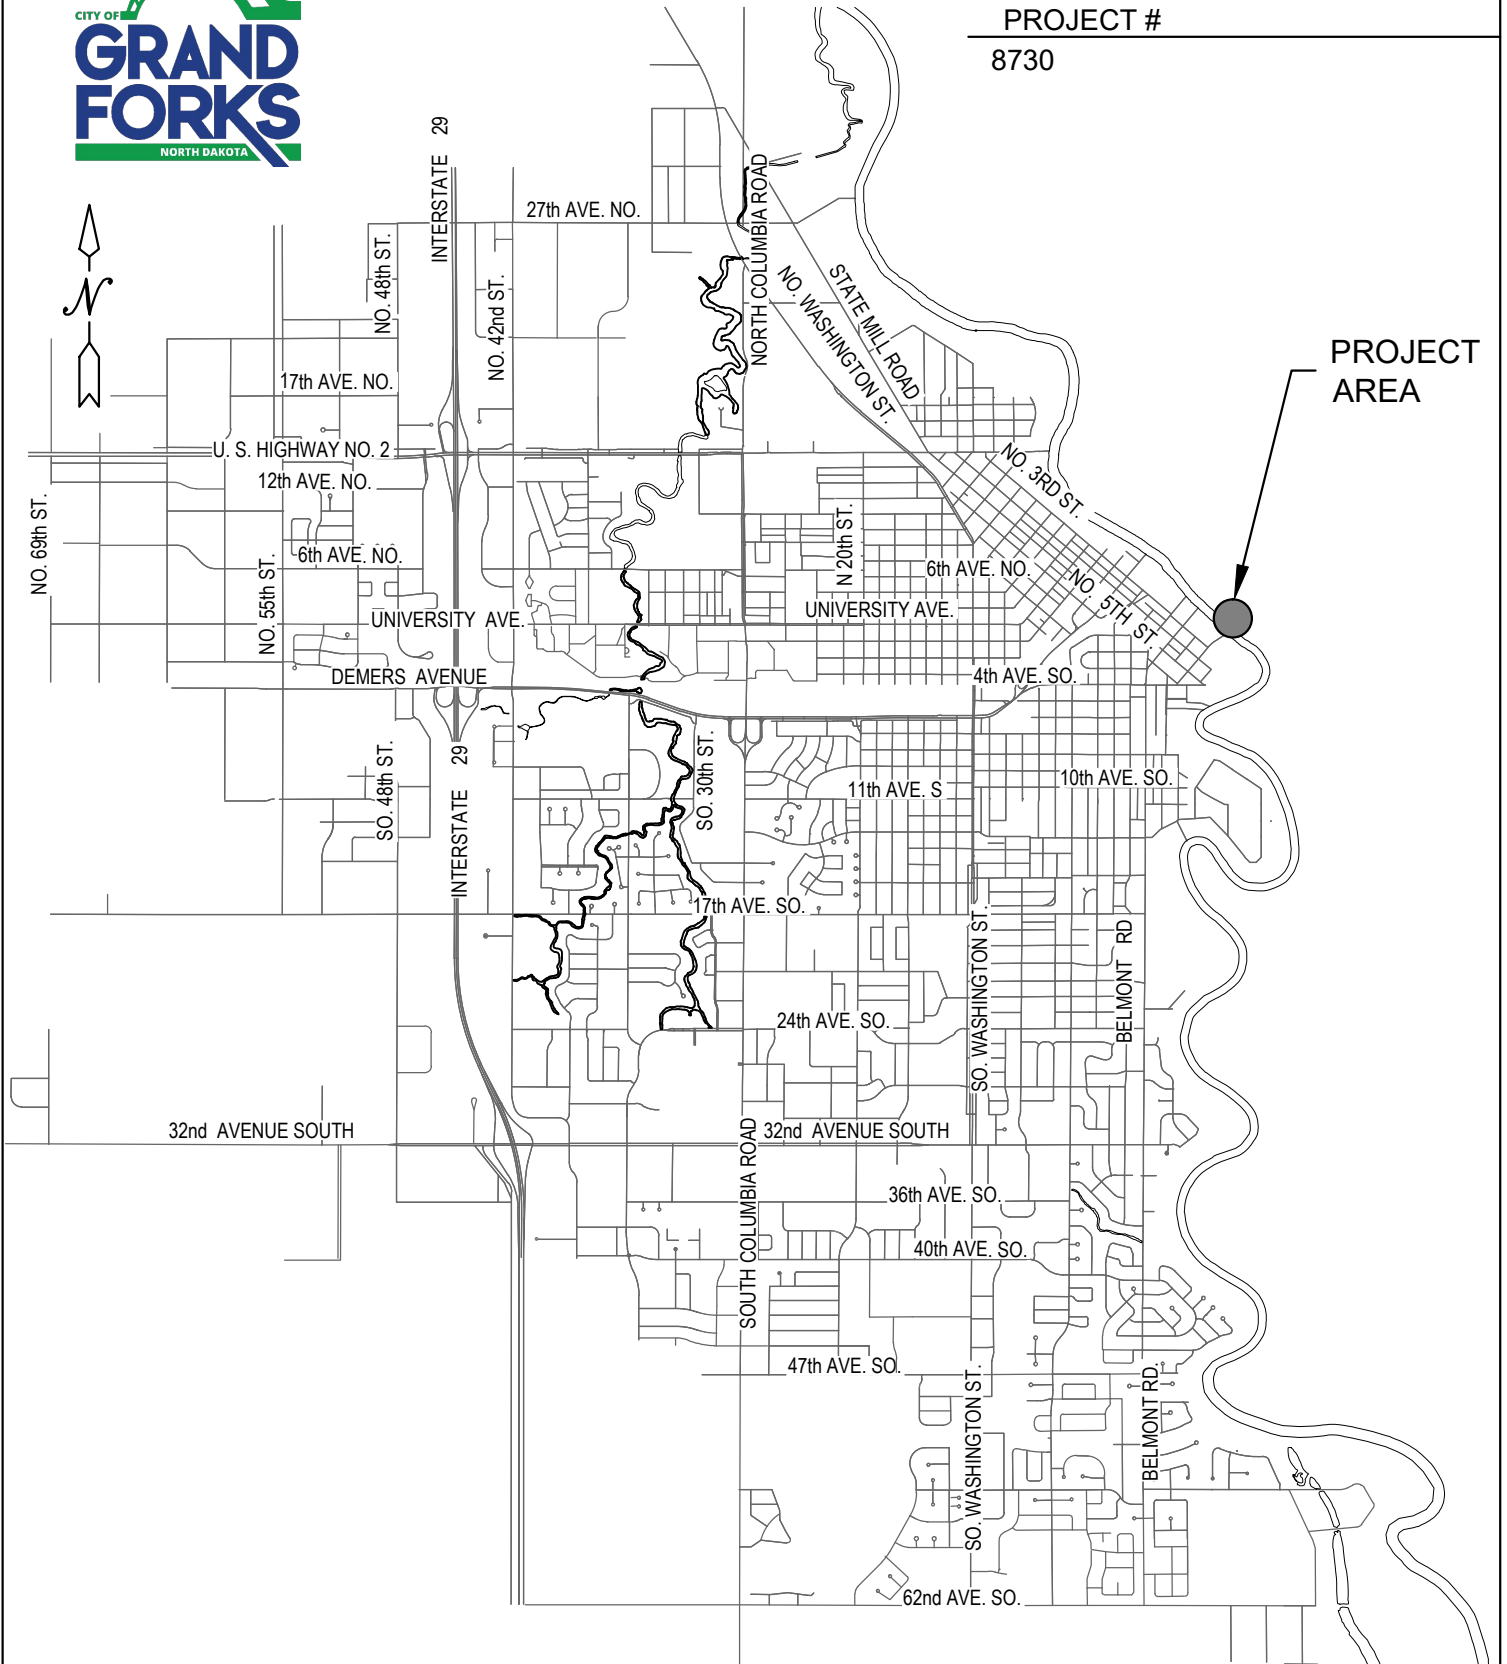 CITY OF
GRAND
FORKS
NORTH DAKOTA
PROJECT #
8730
N
INTERSTATE 29
27th AVE. NO.
NORTH COLUMBIA ROAD
NO. 48th ST.
NO. 42nd ST.
NO. WASHINGTON ST.
STATE MILL ROAD
PROJECT
AREA
17th AVE. NO.
U. S. HIGHWAY NO. 2
12th AVE. NO.
NO. 3RD ST.
NO. 69th ST.
N 20th ST.
6th AVE. NO.
6th AVE. NO.
NO. 55th ST.
NO. 5TH ST.
UNIVERSITY AVE.
UNIVERSITY AVE.
DEMERS AVENUE
4th AVE. SO.
INTERSTATE 29
SO. 48th ST.
SO. 30th ST.
11th AVE. S
10th AVE. SO.
17th AVE. SO.
SO. WASHINGTON ST.
BELMONT RD
24th AVE. SO.
32nd AVENUE SOUTH
32nd AVENUE SOUTH
SOUTH COLUMBIA ROAD
36th AVE. SO.
40th AVE. SO.
47th AVE. SO.
SO. WASHINGTON ST.
BELMONT RD.
62nd AVE. SO.